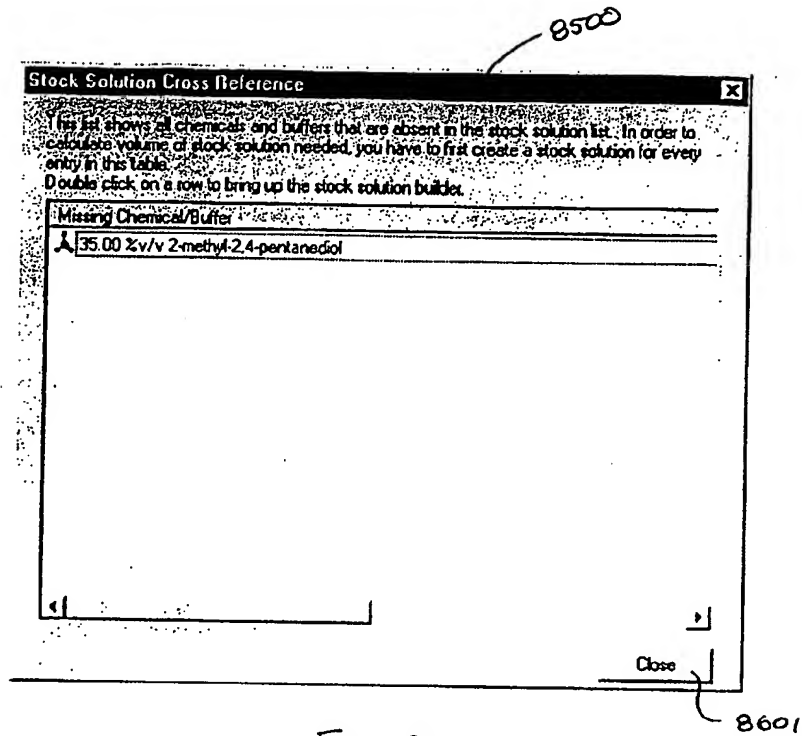 8500
Stock Solution Cross Reference
This list shows all chemicals and buffers that are absent in the stock solution list. In order to
calculate volume of stock solution needed, you have to first create a stock solution for every
entry in this table.
Double click on a row to bring up the stock solution builder.
Missing Chemical/Buffer
35.00 %v/v 2-methyl-2,4-pentanediol
Close
8601